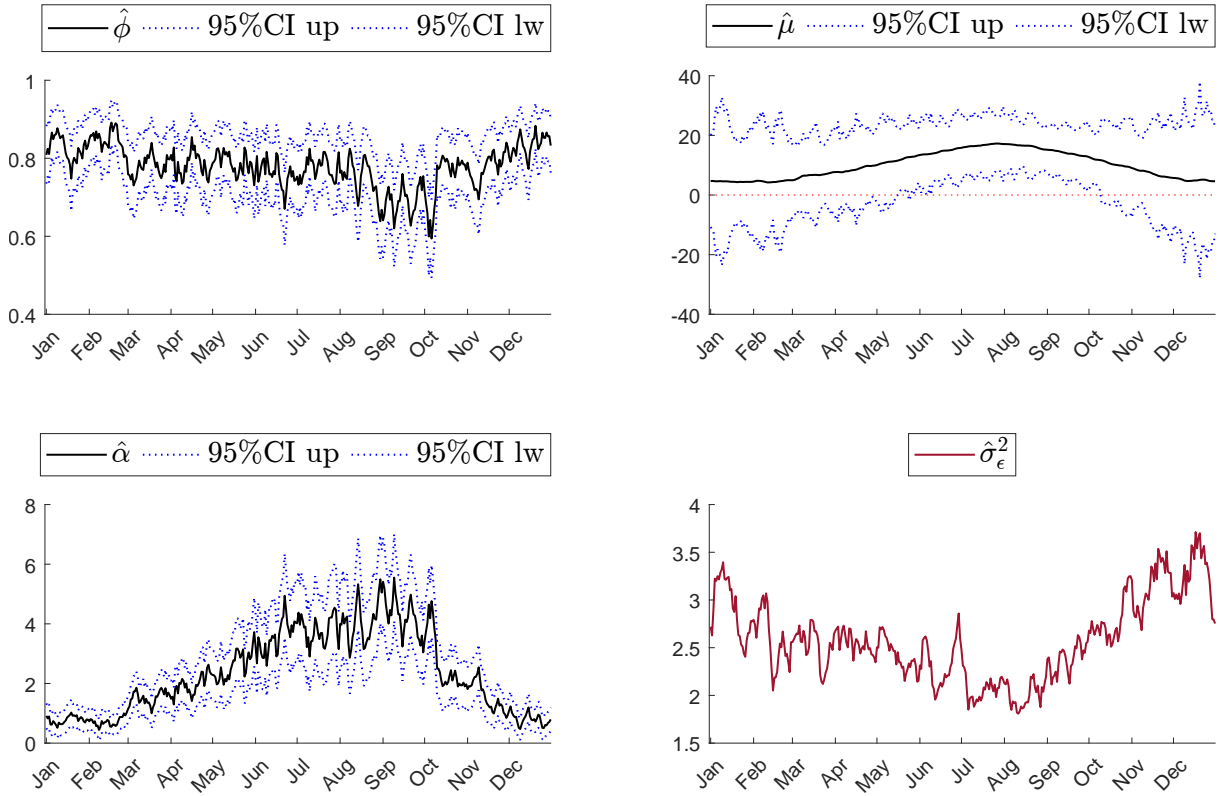 φ̂ 95%CI up 95%CI lw
1
0.8
0.6
0.4
Jan Feb Mar Apr May Jun Jul Aug Sep Oct Nov Dec
μ̂ 95%CI up 95%CI lw
40
20
0
-20
-40
Jan Feb Mar Apr May Jun Jul Aug Sep Oct Nov Dec
α̂ 95%CI up 95%CI lw
8
6
4
2
0
Jan Feb Mar Apr May Jun Jul Aug Sep Oct Nov Dec
σ̂²_ϵ
4
3.5
3
2.5
2
1.5
Jan Feb Mar Apr May Jun Jul Aug Sep Oct Nov Dec